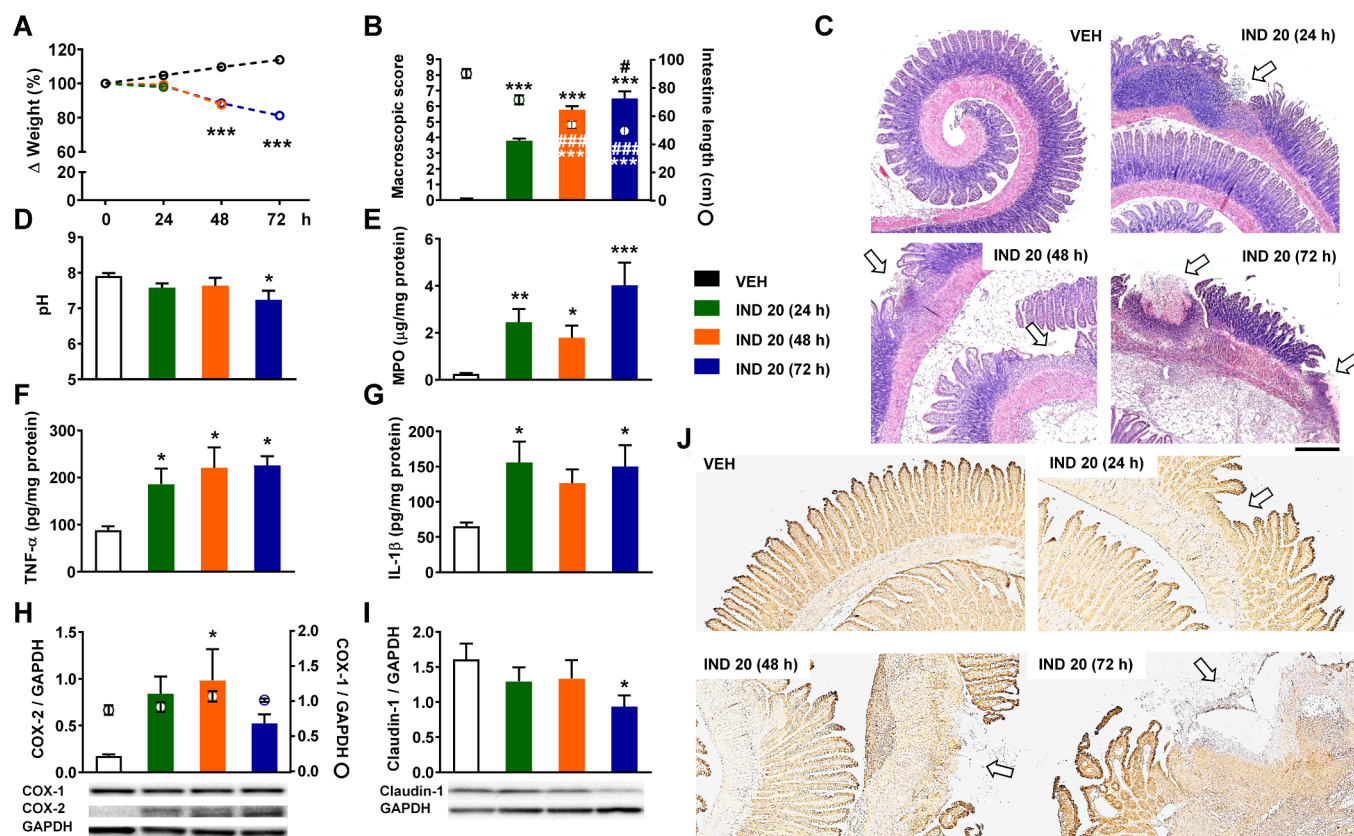 A
120
100
80
60
20
0
Δ Weight (%)
***
***
0 24 48 72 h
B
9
8
7
6
5
4
3
2
1
0
Macroscopic score
***
***
#
***
###
***
###
***
100
80
60
40
20
0
Intestine length (cm)
C
VEH
IND 20 (24 h)
IND 20 (48 h)
IND 20 (72 h)
D
9
8
7
6
5
pH
*
E
6
4
2
0
MPO (μg/mg protein)
**
*
***
VEH
IND 20 (24 h)
IND 20 (48 h)
IND 20 (72 h)
F
300
200
100
0
TNF-α (pg/mg protein)
*
*
*
G
200
150
100
50
0
IL-1β (pg/mg protein)
*
*
H
1.5
1.0
0.5
0.0
COX-2 / GAPDH
*
2.0
1.5
1.0
0.5
0.0
COX-1 / GAPDH
COX-1
COX-2
GAPDH
I
2.0
1.5
1.0
0.5
0.0
Claudin-1 / GAPDH
*
Claudin-1
GAPDH
J
VEH
IND 20 (24 h)
IND 20 (48 h)
IND 20 (72 h)